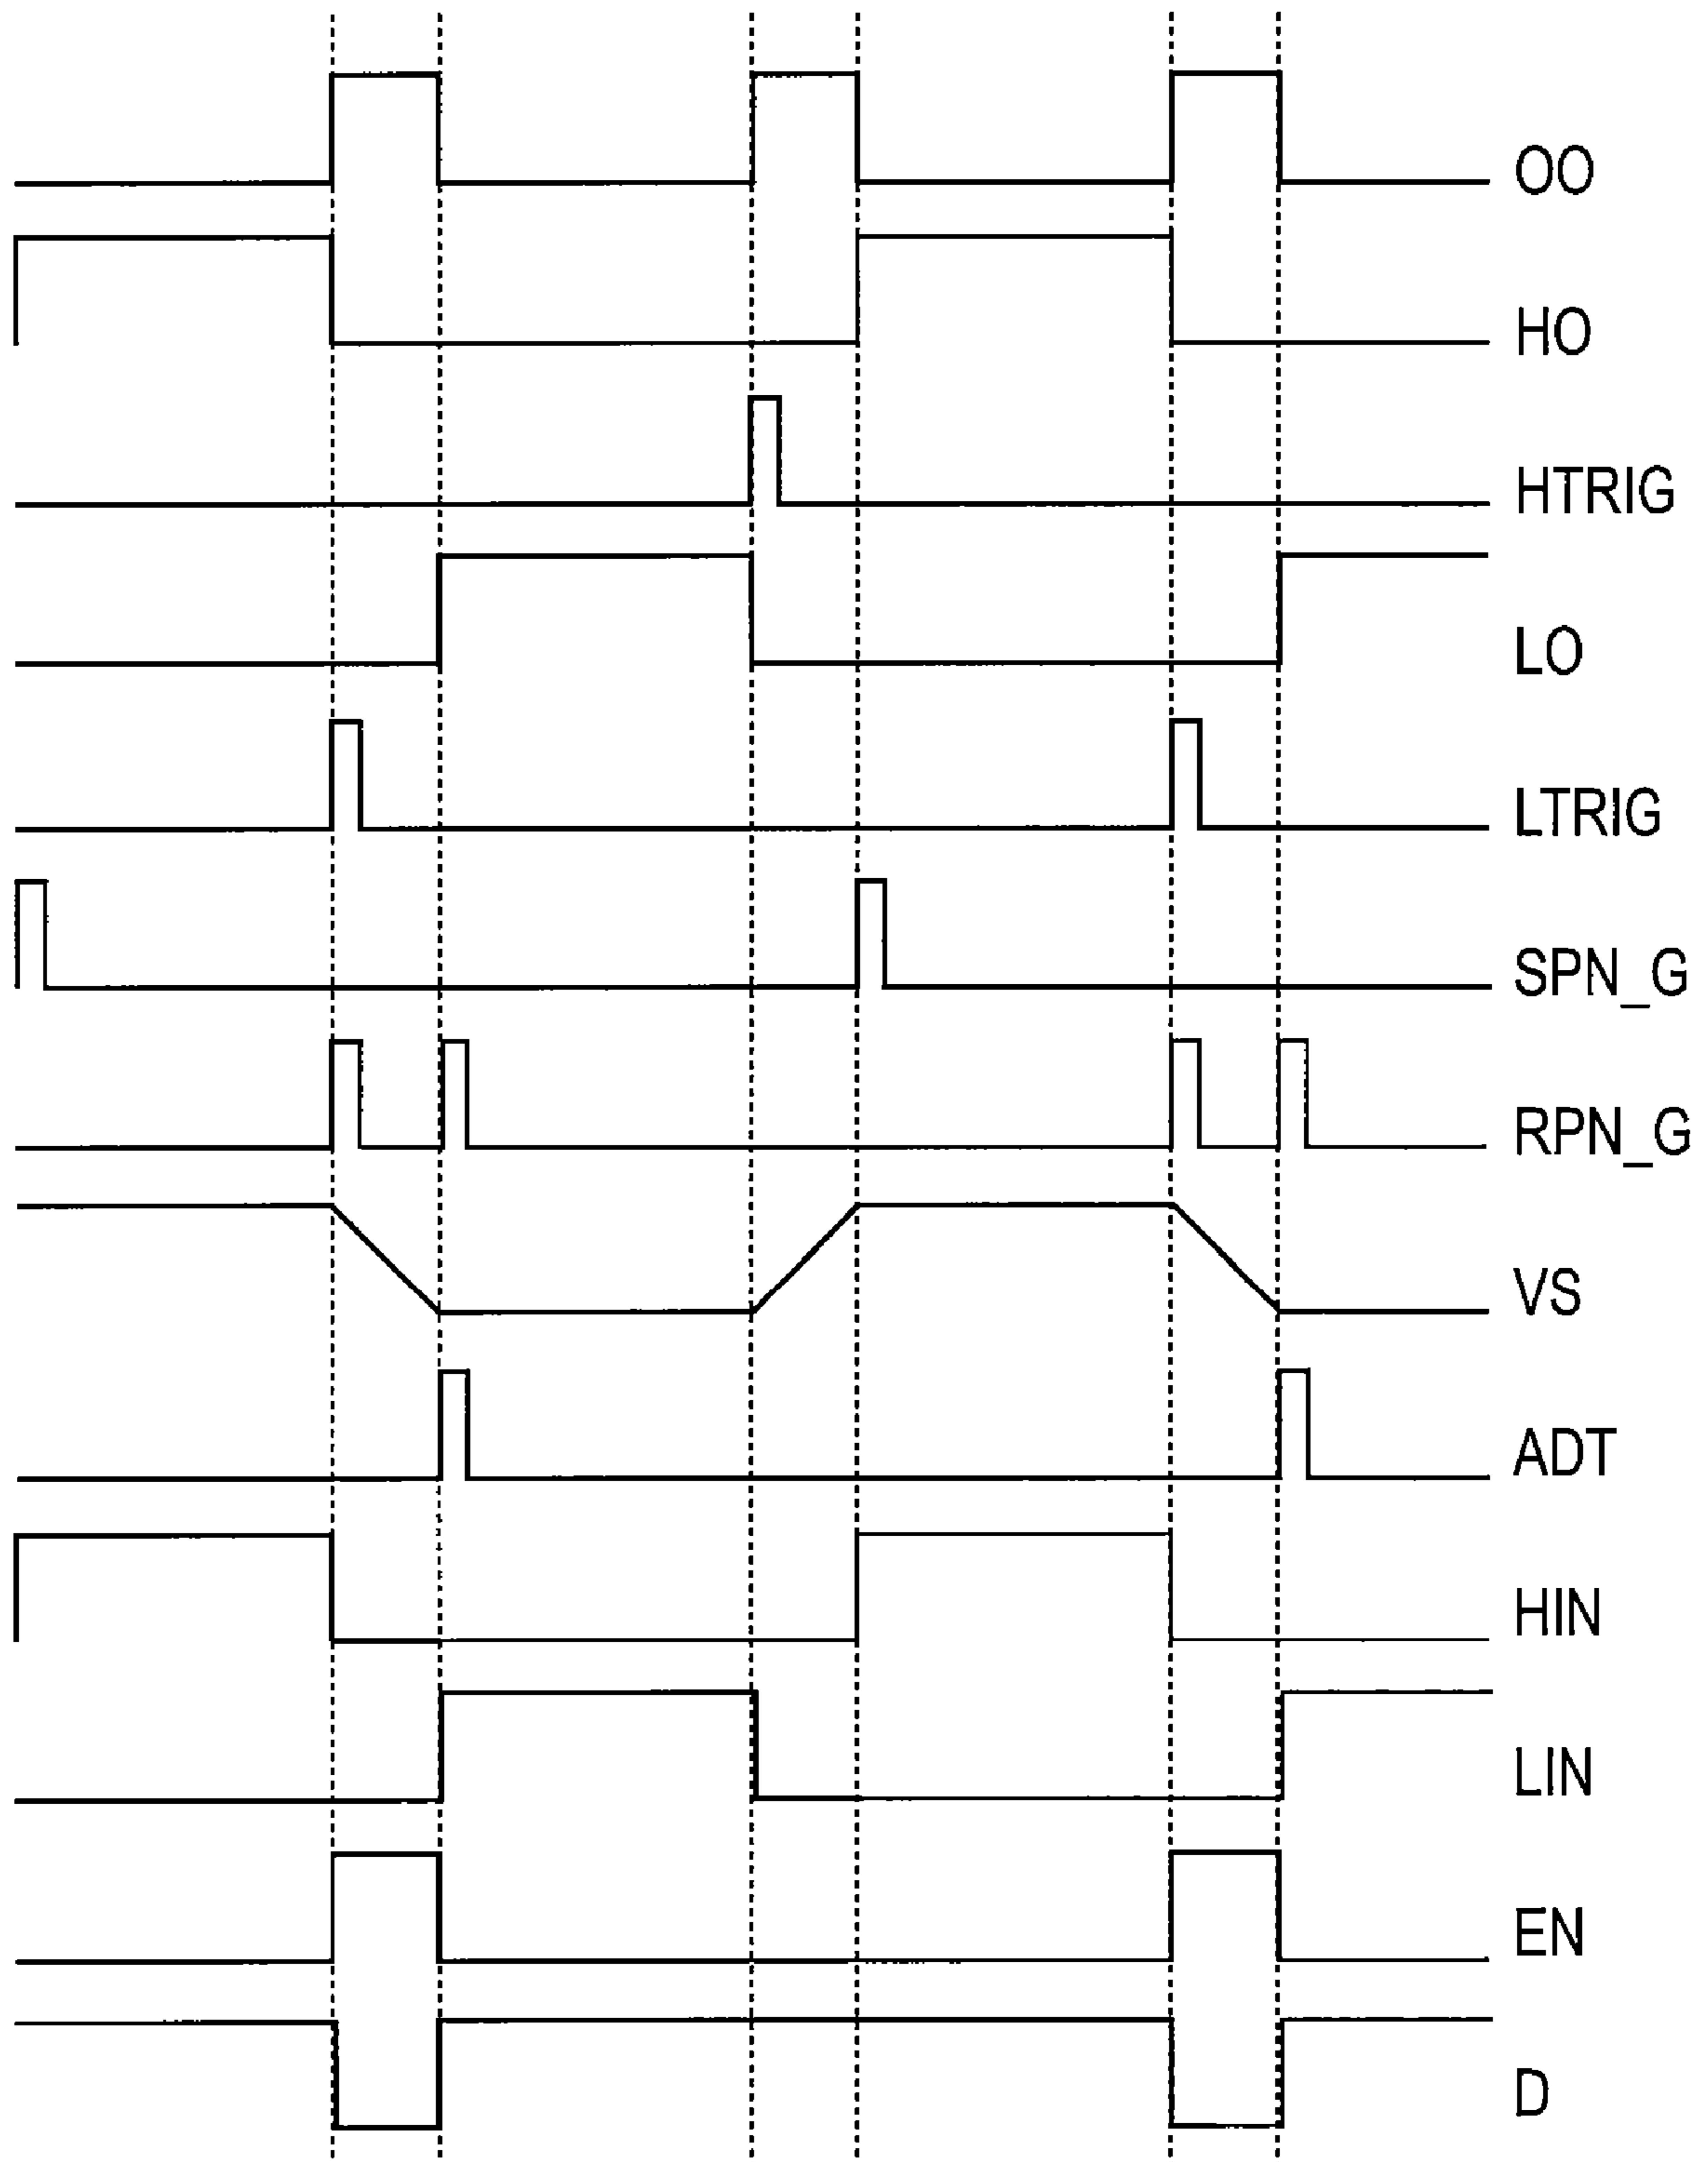 OO
HO
HTRIG
LO
LTRIG
SPN_G
RPN_G
VS
ADT
HIN
LIN
EN
D